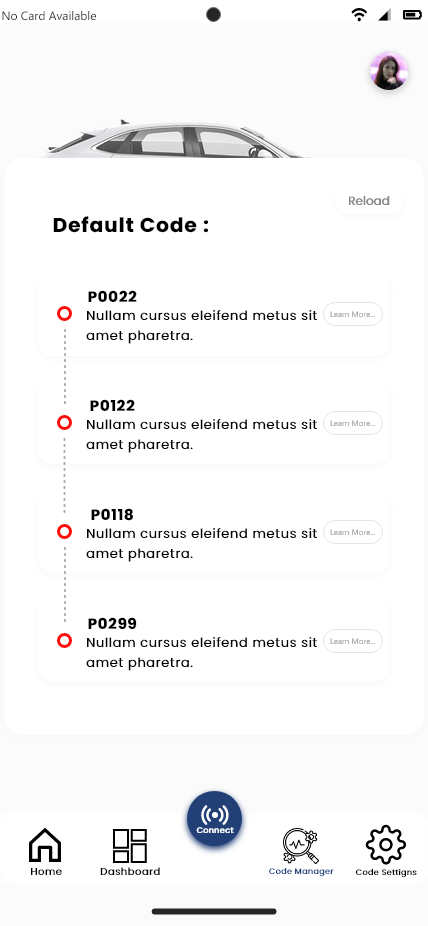 No Card Available
Reload
Default Code :
P0022
Nullam cursus eleifend metus sit
amet pharetra.
Learn More...
P0122
Nullam cursus eleifend metus sit
amet pharetra.
Learn More...
P0118
Nullam cursus eleifend metus sit
amet pharetra.
Learn More...
P0299
Nullam cursus eleifend metus sit
amet pharetra.
Learn More...
Connect
Home
Dashboard
Code Manager
Code Settigns